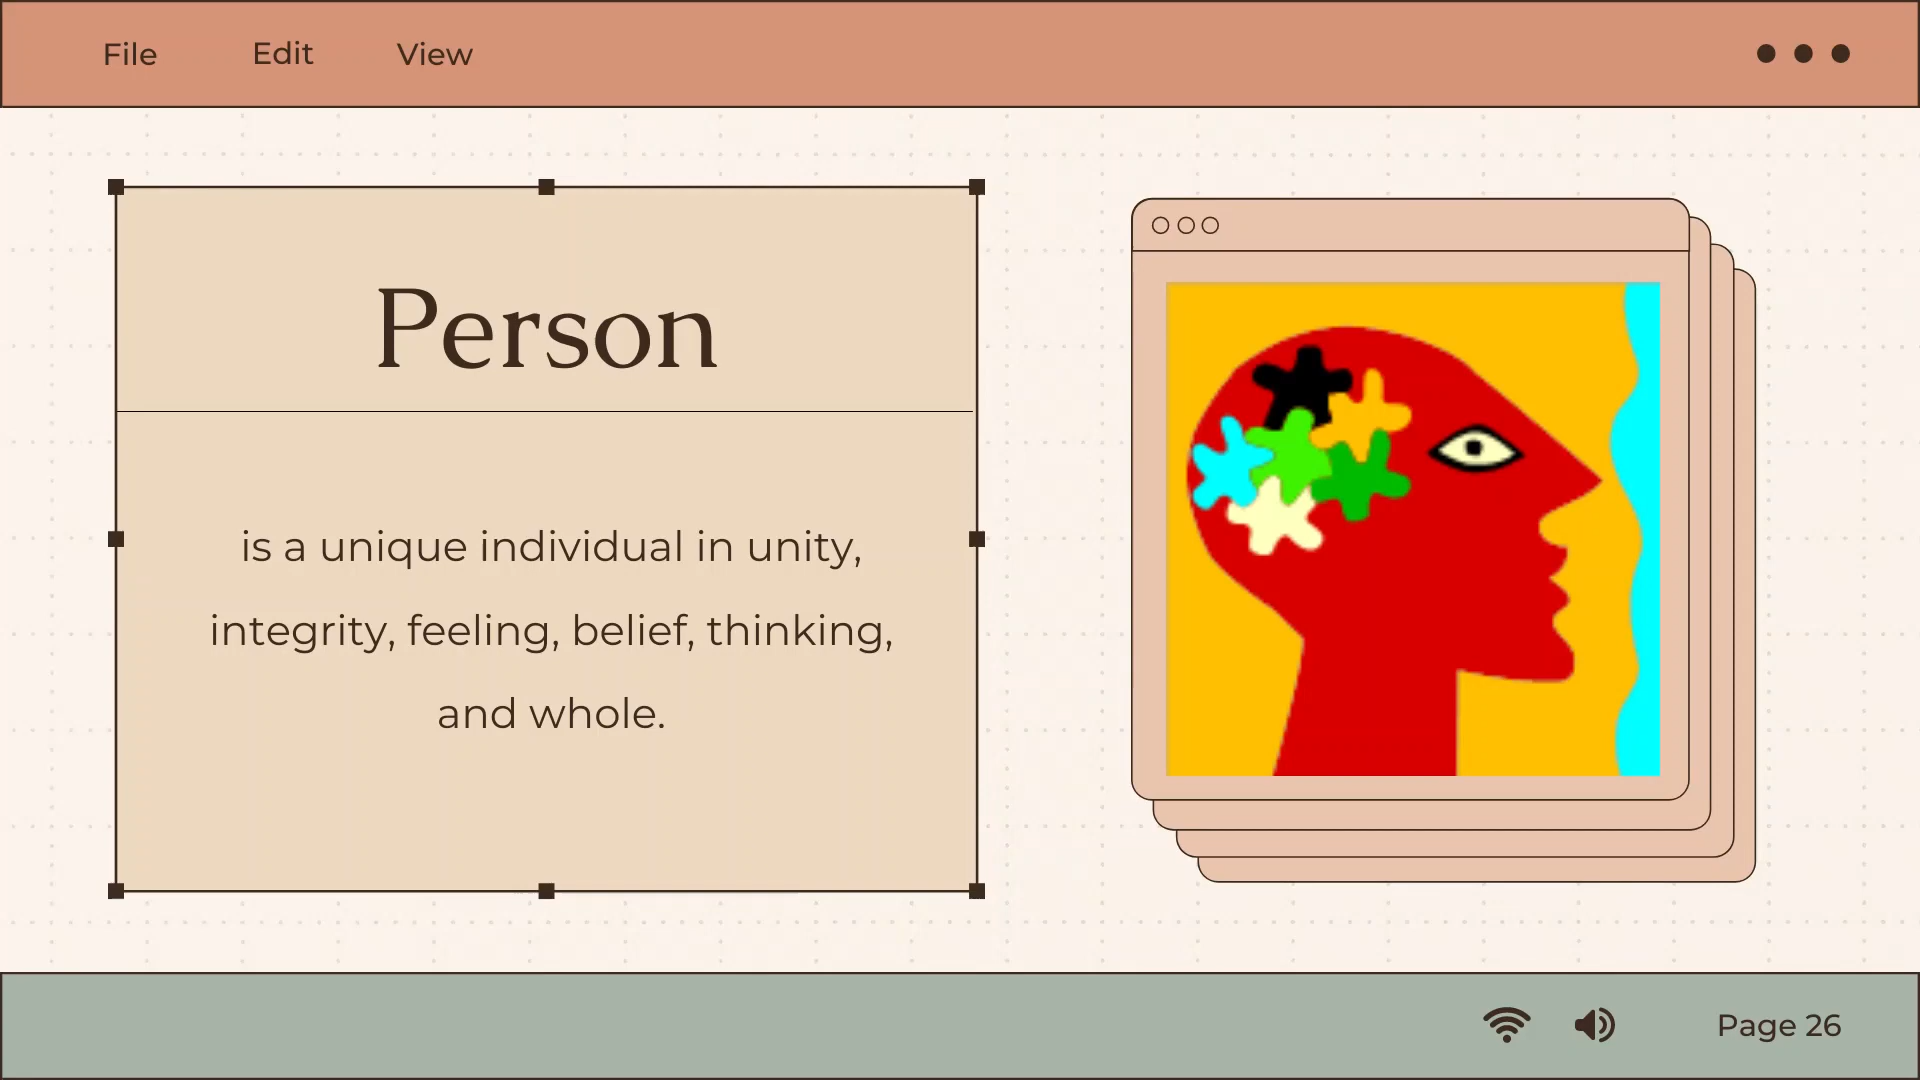 File Edit View
Person
is a unique individual in unity,
integrity, feeling, belief, thinking,
and whole.
Page 26